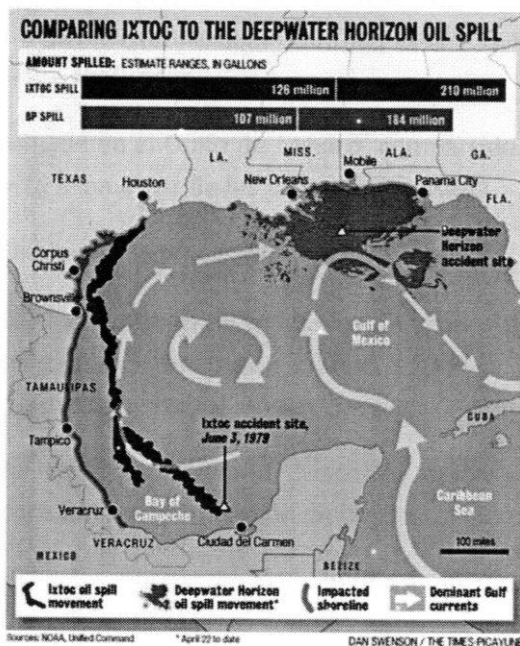 COMPARING IXTOC TO THE DEEPWATER HORIZON OIL SPILL
AMOUNT SPILLED: ESTIMATE RANGES, IN GALLONS
IXTOC SPILL 126 million 210 million
BP SPILL 107 million 184 million
TEXAS
LA.
MISS.
ALA.
GA.
Houston
New Orleans
Mobile
Panama City
FLA.
Deepwater
Horizon
accident site
Corpus
Christi
Brownsville
Gulf of
Mexico
TAMAULIPAS
Ixtoc accident site,
June 3, 1979
CUBA
Tampico
Bay of
Campeche
Caribbean
Sea
Veracruz
VERACRUZ
Ciudad del Carmen
100 miles
MEXICO
BELIZE
Ixtoc oil spill
movement
Deepwater Horizon
oil spill movement*
Impacted
shoreline
Dominant Gulf
currents
Sources: NOAA, Unified Command
* April 22 to date
DAN SWENSON / THE TIMES-PICAYUNE